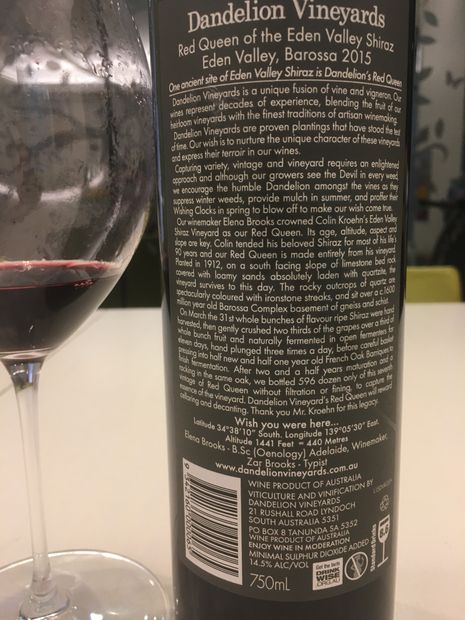 Dandelion Vineyards
Red Queen of the Eden Valley Shiraz
Eden Valley, Barossa 2015
One ancient site of Eden Valley Shiraz is Dandelion's Red Queen
Dandelion Vineyards is a unique fusion of vine and vigneron. Our
wines represent decades of experience, blending the fruit of our
heirloom vineyards with the finest traditions of artisan winemaking.
Dandelion Vineyards are proven plantings that have stood the test
of time. Our wish is to nurture the unique character of these vineyards
and express their terroir in our wines.
Capturing variety, vintage and vineyard requires an enlightened
approach and although our growers see the Devil in every weed,
we encourage the humble Dandelion amongst the vines as they
suppress winter weeds, provide mulch in summer, and proffer their
Wishing Clocks in spring to blow off to make our wish come true.
Our winemaker Elena Brooks crowned Colin Kroehn's Eden Valley
Shiraz Vineyard as our Red Queen. Its age, altitude, aspect and
slope are key. Colin tended his beloved Shiraz for most of his life's
90 years and our Red Queen is made entirely from his vineyard.
Planted in 1912, on a south facing slope of limestone bed rock
covered with loamy sands absolutely laden with quartzite, the
vineyard survives to this day. The rocky outcrops of quartz are
spectacularly coloured with ironstone streaks, and sit over a c.1600
million year old Barossa Complex basement of gneiss and schist.
On March the 31st whole bunches of flavour ripe Shiraz were hand
harvested, then gently crushed two thirds of the grapes over a third of
whole bunch fruit and naturally fermented in open fermenters for
eleven days, hand plunged three times a day, before careful basket
pressing into half new and half one year old French Oak Barriques to
finish fermentation. After two and a half years maturation and a
racking in the same oak, we bottled 596 dozen only of this seventh
vintage of Red Queen without filtration or fining, to capture the
essence of the vineyard. Dandelion Vineyard's Red Queen will reward
cellaring and decanting. Thank you Mr. Kroehn for this legacy.
Wish you were here...
Latitude 34°38'10" South. Longitude 139°05'30" East.
Altitude 1441 Feet = 440 Metres
Elena Brooks - B.Sc (Oenology) Adelaide, Winemaker.
Zar Brooks - Typist
www.dandelionvineyards.com.au
WINE PRODUCT OF AUSTRALIA
VITICULTURE AND VINIFICATION BY
DANDELION VINEYARDS
21 RUSHALL ROAD LYNDOCH
SOUTH AUSTRALIA 5351
PO BOX 8 TANUNDA SA 5352
WINE PRODUCT OF AUSTRALIA
ENJOY WINE IN MODERATION
MINIMAL SULPHUR DIOXIDE ADDED
14.5% ALC/VOL
750mL
Get the facts
DRINK
WISE
.ORG.AU
Standard Drinks